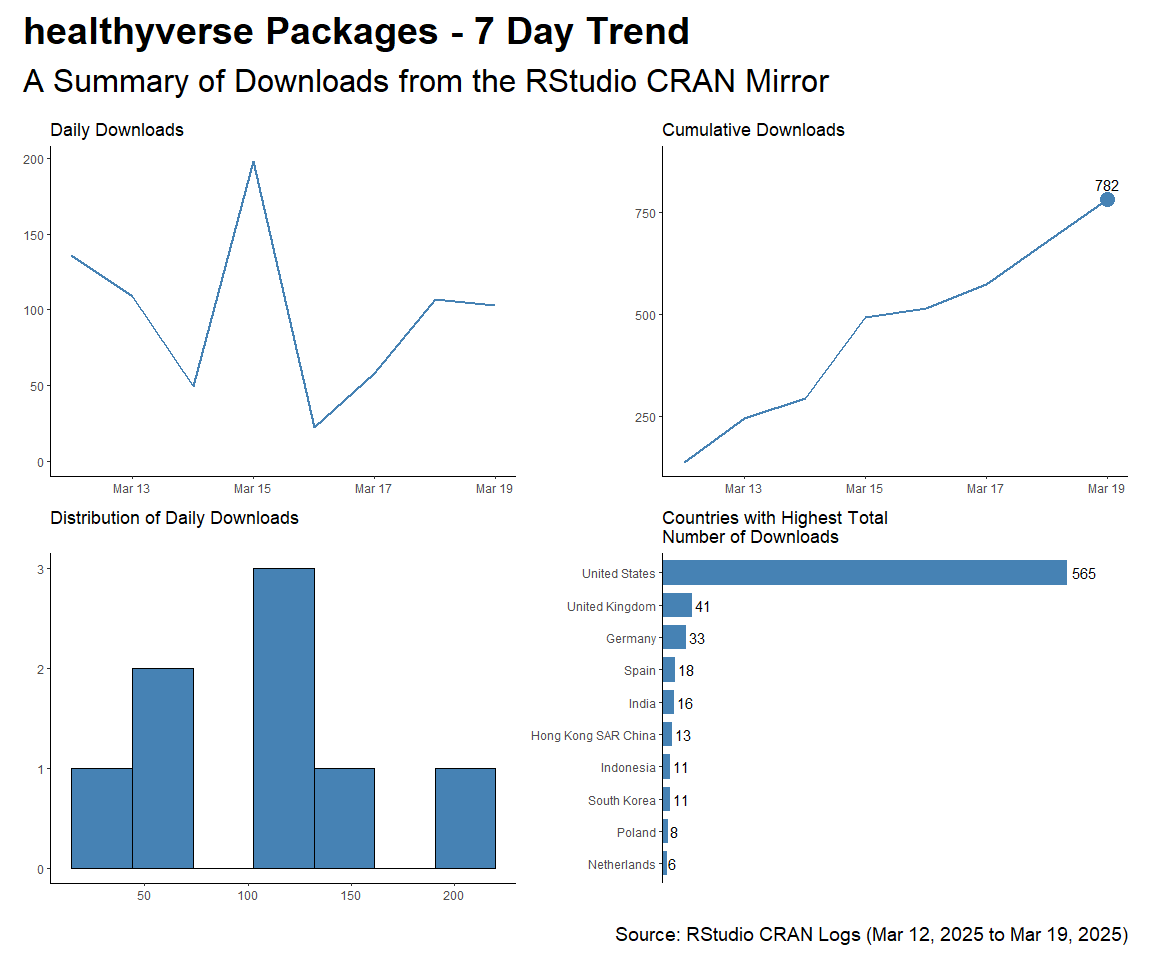 healthyverse Packages - 7 Day Trend
A Summary of Downloads from the RStudio CRAN Mirror
Daily Downloads
200
150
100
50
0
Mar 13
Mar 15
Mar 17
Mar 19
Cumulative Downloads
782
750
500
250
Mar 13
Mar 15
Mar 17
Mar 19
Distribution of Daily Downloads
3
2
1
0
50
100
150
200
Countries with Highest Total
Number of Downloads
United States 565
United Kingdom 41
Germany 33
Spain 18
India 16
Hong Kong SAR China 13
Indonesia 11
South Korea 11
Poland 8
Netherlands 6
Source: RStudio CRAN Logs (Mar 12, 2025 to Mar 19, 2025)